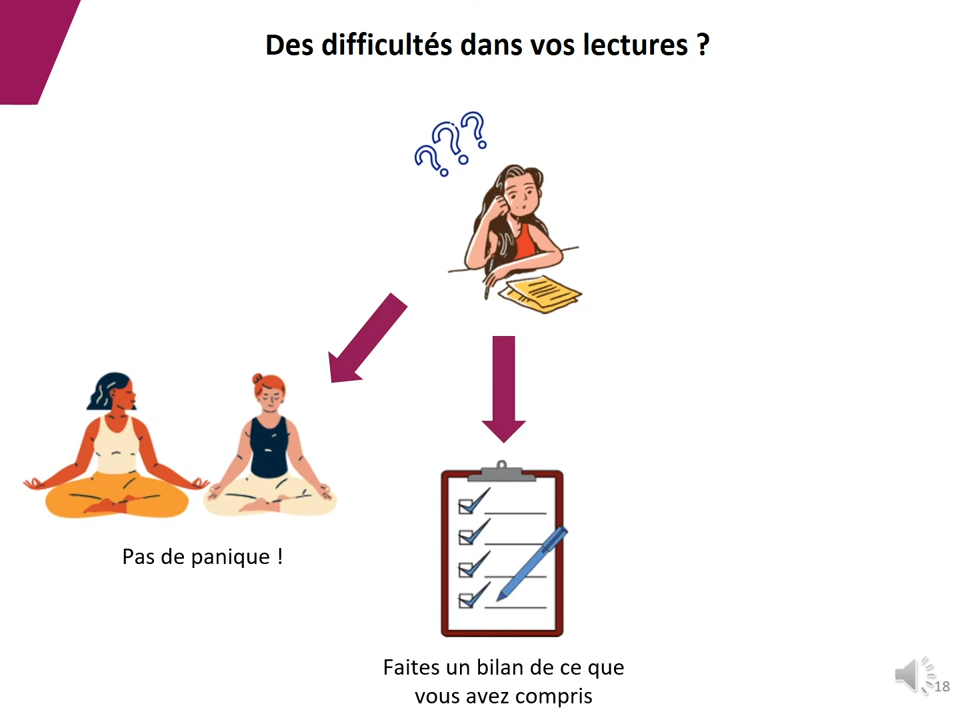 Des difficultés dans vos lectures ?
Pas de panique !
Faites un bilan de ce que
vous avez compris
18